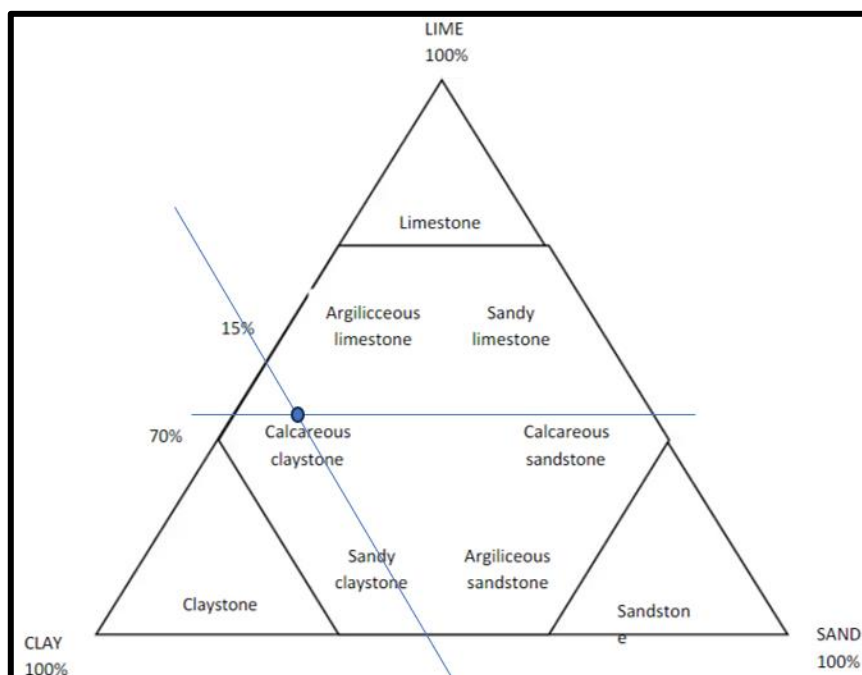 LIME
100%
Limestone
Argilicceous
limestone
Sandy
limestone
15%
70%
Calcareous
claystone
Calcareous
sandstone
Sandy
claystone
Argiliceous
sandstone
Claystone
Sandston
e
CLAY
100%
SAND
100%